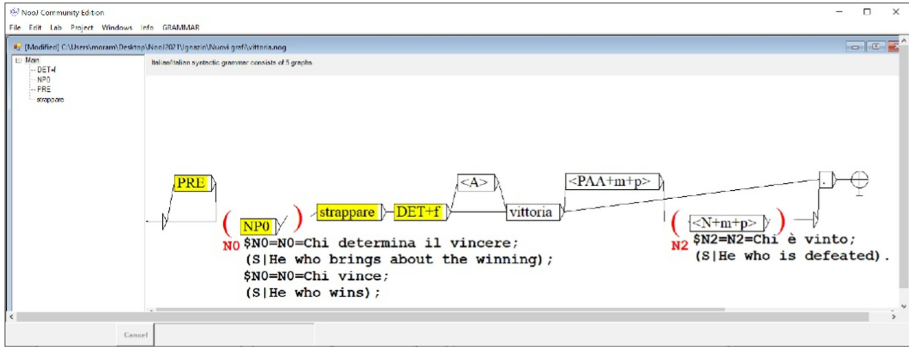 NooJ Community Edition
File Edit Lab Project Windows Info GRAMMAR
[Modified] C:\Users\moram\Desktop\NooJ2021\Ignazio\Nuovi grafi\vittoria.nog
Main
DET+f
NP0
PRE
strappare
Italian/Italian syntactic grammar consists of 5 graphs.
PRE
<A>
<PAA+m+p>
.
( NP0 )
strappare
DET+f
vittoria
( <N+m+p> )
N0 $N0=N0=Chi determina il vincere;
(S|He who brings about the winning);
$N0=N0=Chi vince;
(S|He who wins);
N2 $N2=N2=Chi è vinto;
(S|He who is defeated).
Cancel